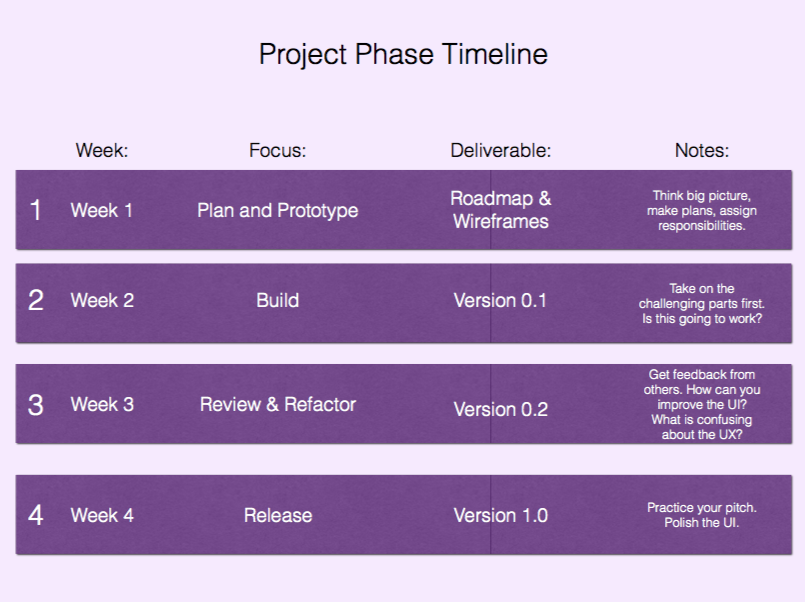 Project Phase Timeline
Week: Focus: Deliverable: Notes:
1 Week 1 Plan and Prototype
Roadmap &
Wireframes
Think big picture,
make plans, assign
responsibilities.
2 Week 2 Build Version 0.1
Take on the
challenging parts first.
Is this going to work?
3 Week 3 Review & Refactor Version 0.2
Get feedback from
others. How can you
improve the UI?
What is confusing
about the UX?
4 Week 4 Release Version 1.0
Practice your pitch.
Polish the UI.